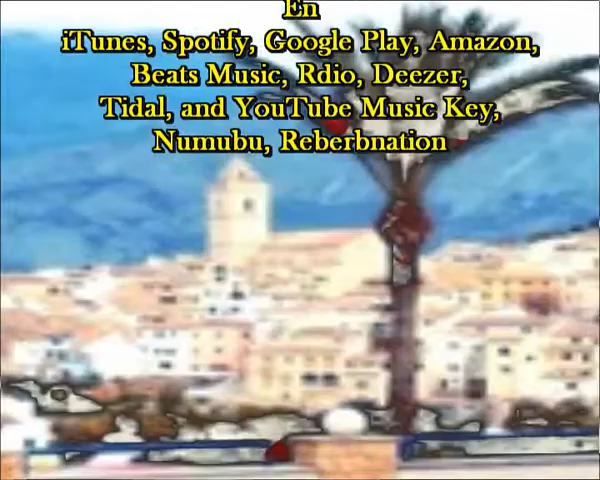 En
iTunes, Spotify, Google Play, Amazon,
Beats Music, Rdio, Deezer,
Tidal, and YouTube Music Key,
Numubu, Reberbnation